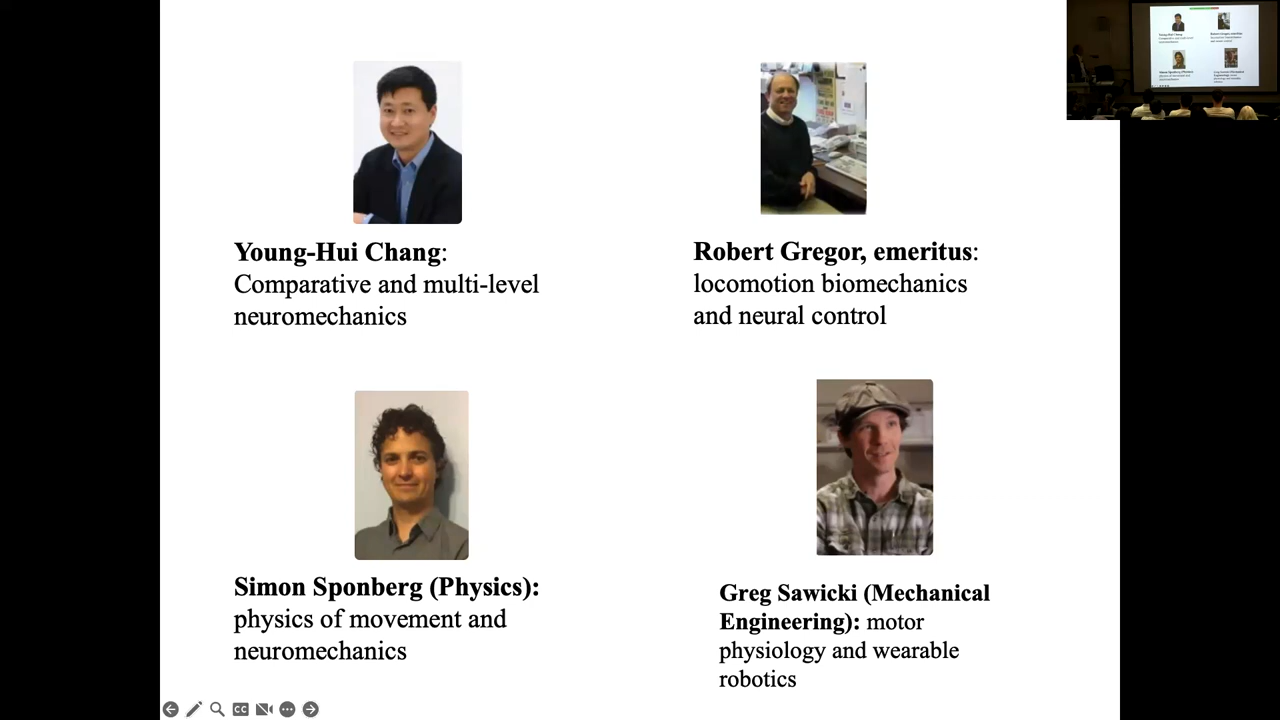 Young-Hui Chang:
Comparative and multi-level
neuromechanics
Robert Gregor, emeritus:
locomotion biomechanics
and neural control
Simon Sponberg (Physics):
physics of movement and
neuromechanics
Greg Sawicki (Mechanical
Engineering): motor
physiology and wearable
robotics
CC